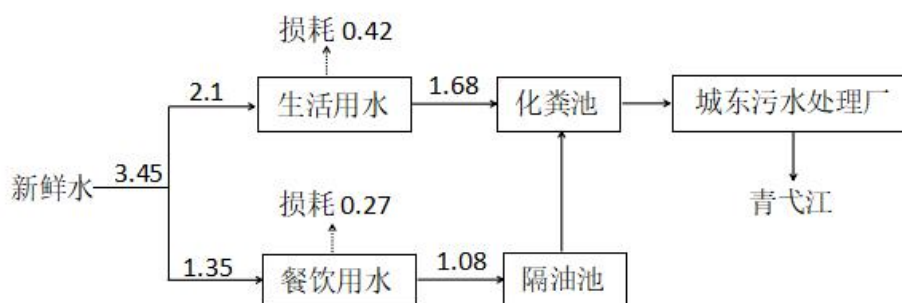 损耗 0.42
2.1
生活用水
1.68
化粪池
城东污水处理厂
新鲜水
3.45
青弋江
损耗 0.27
1.35
餐饮用水
1.08
隔油池